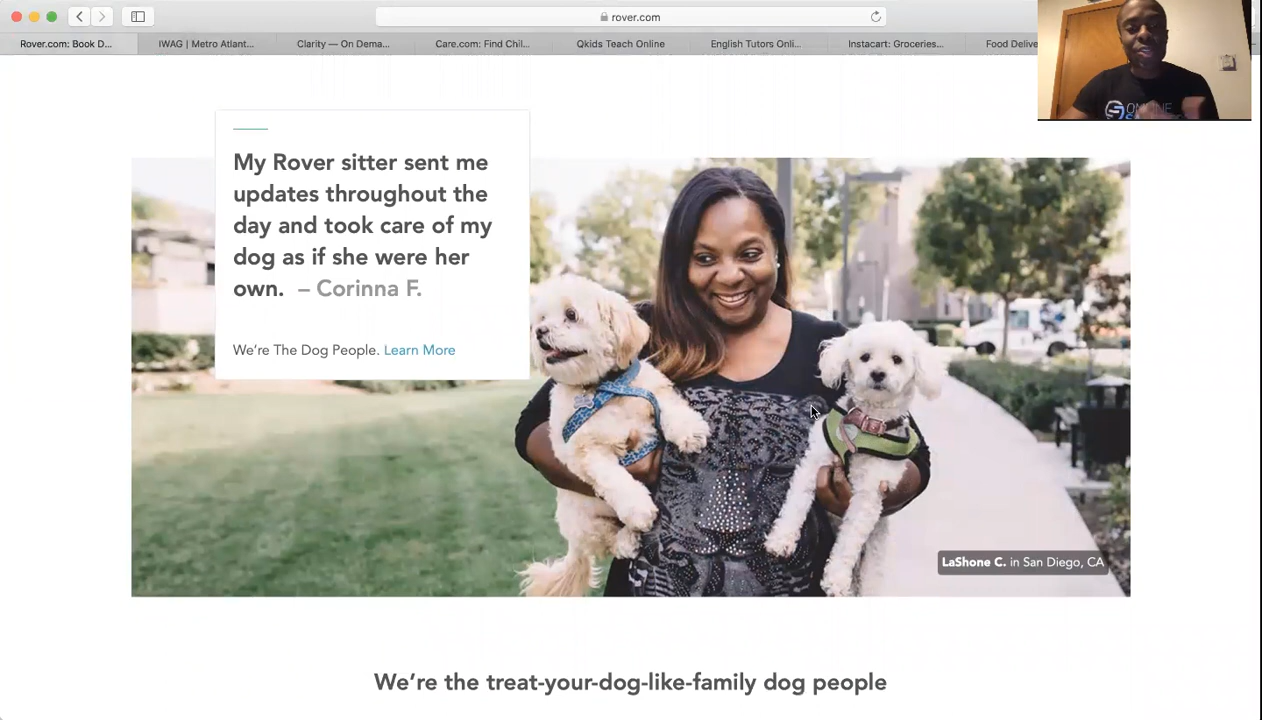 rover.com
Rover.com: Book D...
IWAG | Metro Atlant...
Clarity — On Dema...
Care.com: Find Chil...
Qkids Teach Online
English Tutors Onli...
Instacart: Groceries...
Food Delive
My Rover sitter sent me
updates throughout the
day and took care of my
dog as if she were her
own. – Corinna F.
We're The Dog People. Learn More
LaShone C. in San Diego, CA
We're the treat-your-dog-like-family dog people